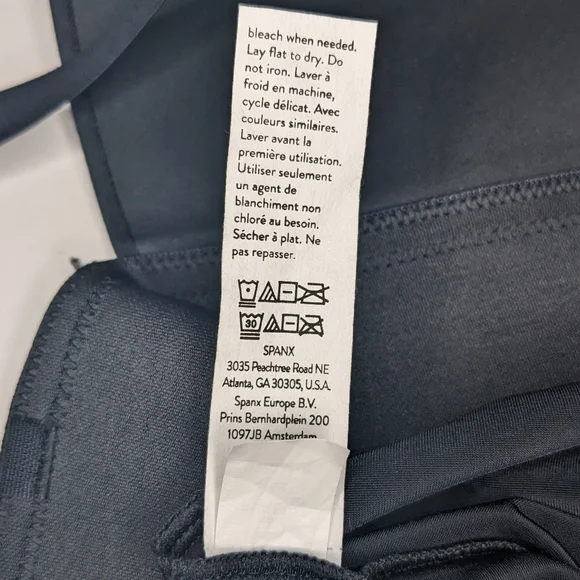 bleach when needed.
Lay flat to dry. Do
not iron. Laver à
froid en machine,
cycle délicat. Avec
couleurs similaires.
Laver avant la
première utilisation.
Utiliser seulement
un agent de
blanchiment non
chloré au besoin.
Sécher à plat. Ne
pas repasser.
30
SPANX
3035 Peachtree Road NE
Atlanta, GA 30305, U.S.A.
Spanx Europe B.V.
Prins Bernhardplein 200
1097JB Amsterdam